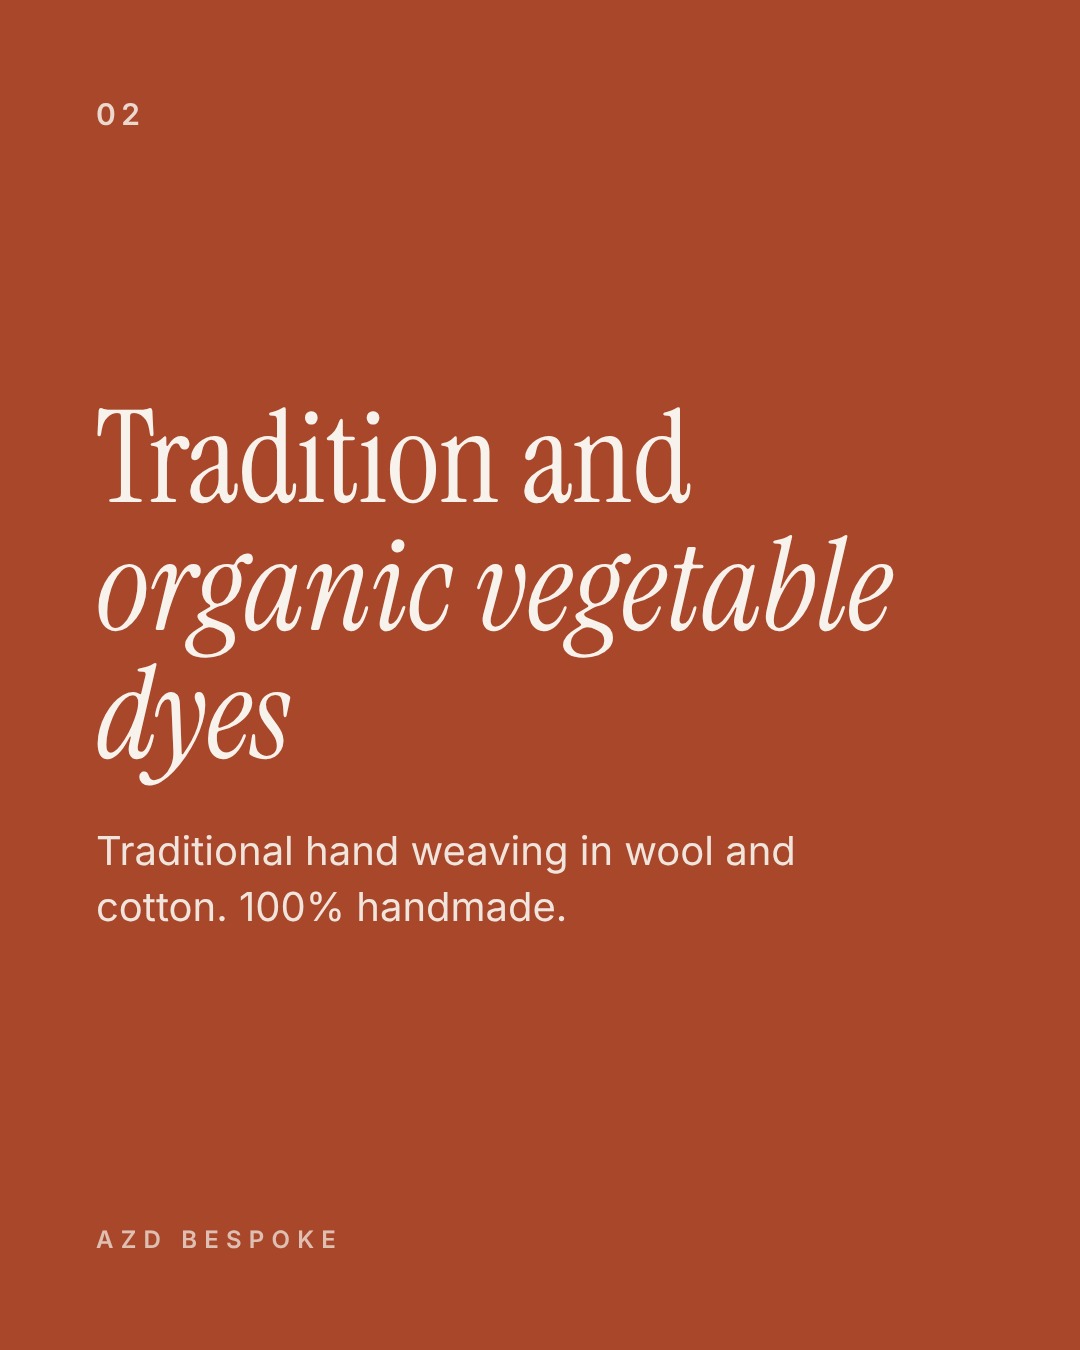 02
Tradition and
organic vegetable
dyes
Traditional hand weaving in wool and
cotton. 100% handmade.
AZD BESPOKE